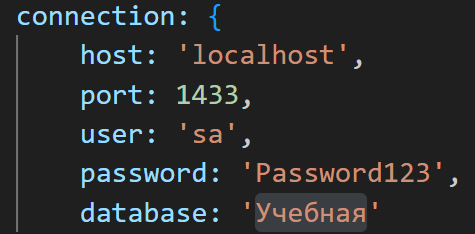 connection: {
host: 'localhost',
port: 1433,
user: 'sa',
password: 'Password123',
database: 'Учебная'